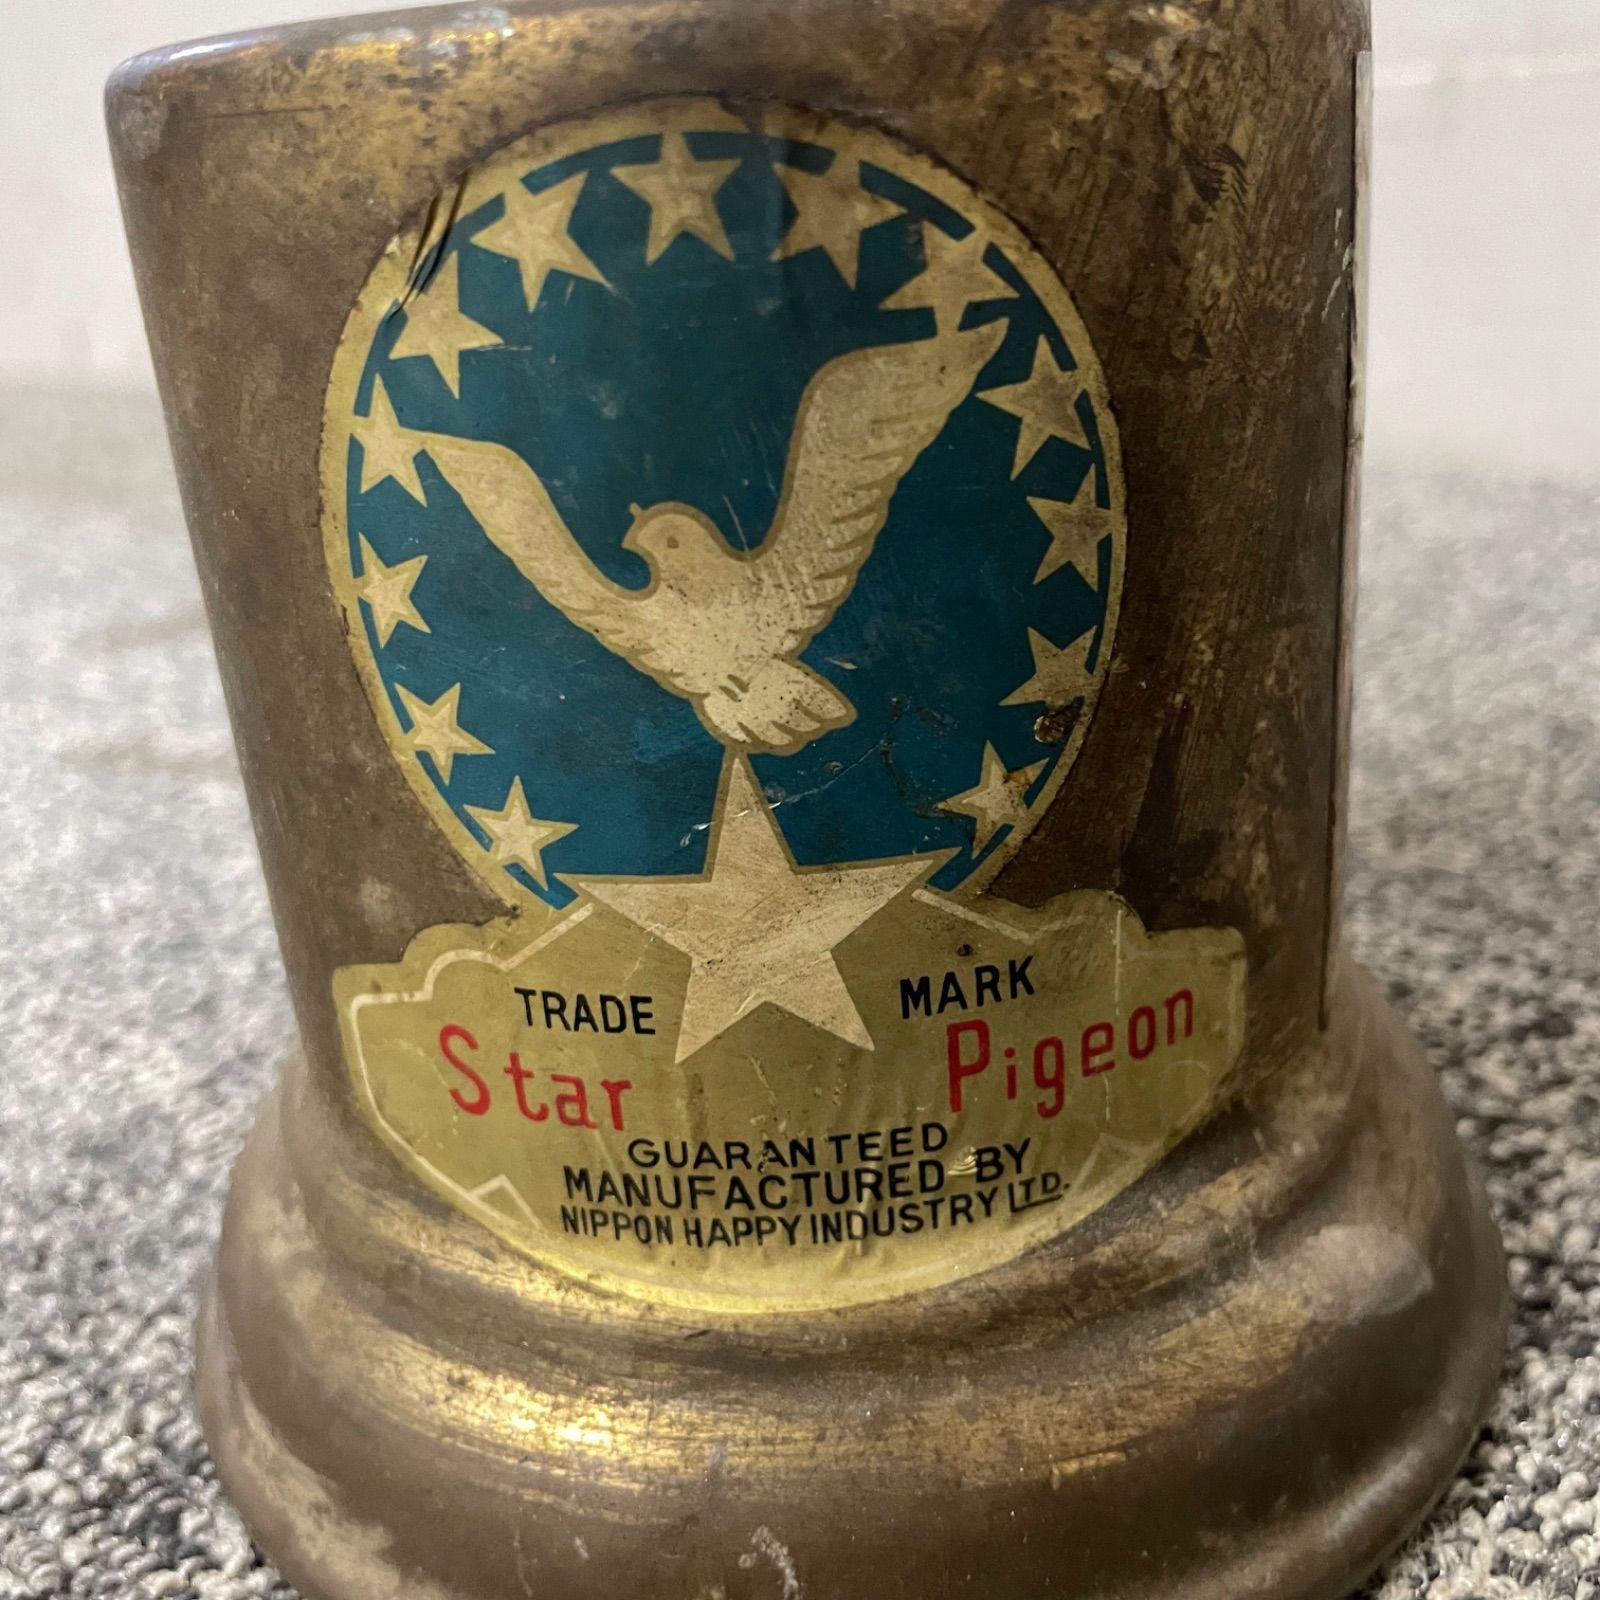 TRADE MARK
Star Pigeon
GUARANTEED
MANUFACTURED BY
NIPPON HAPPY INDUSTRY LTD.